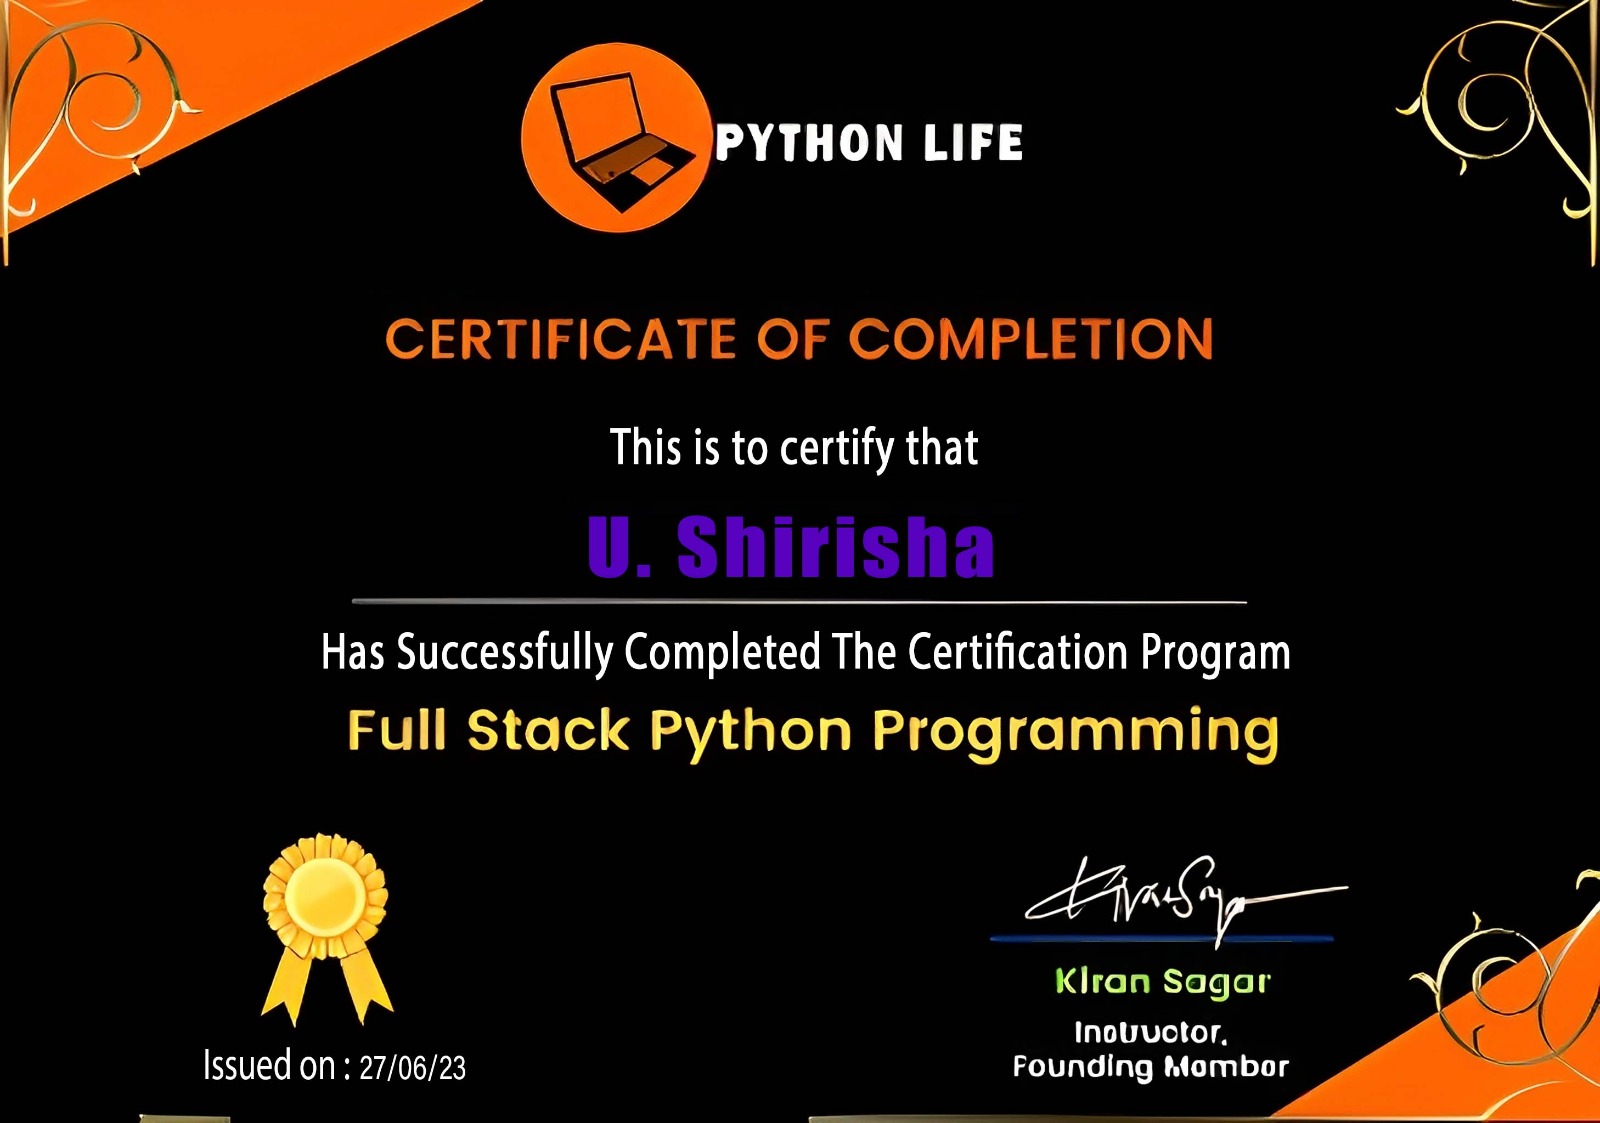 PYTHON LIFE
CERTIFICATE OF COMPLETION
This is to certify that
U. Shirisha
Has Successfully Completed The Certification Program
Full Stack Python Programming
Kiran Sagar
Instructor,
Founding Mambar
Issued on : 27/06/23